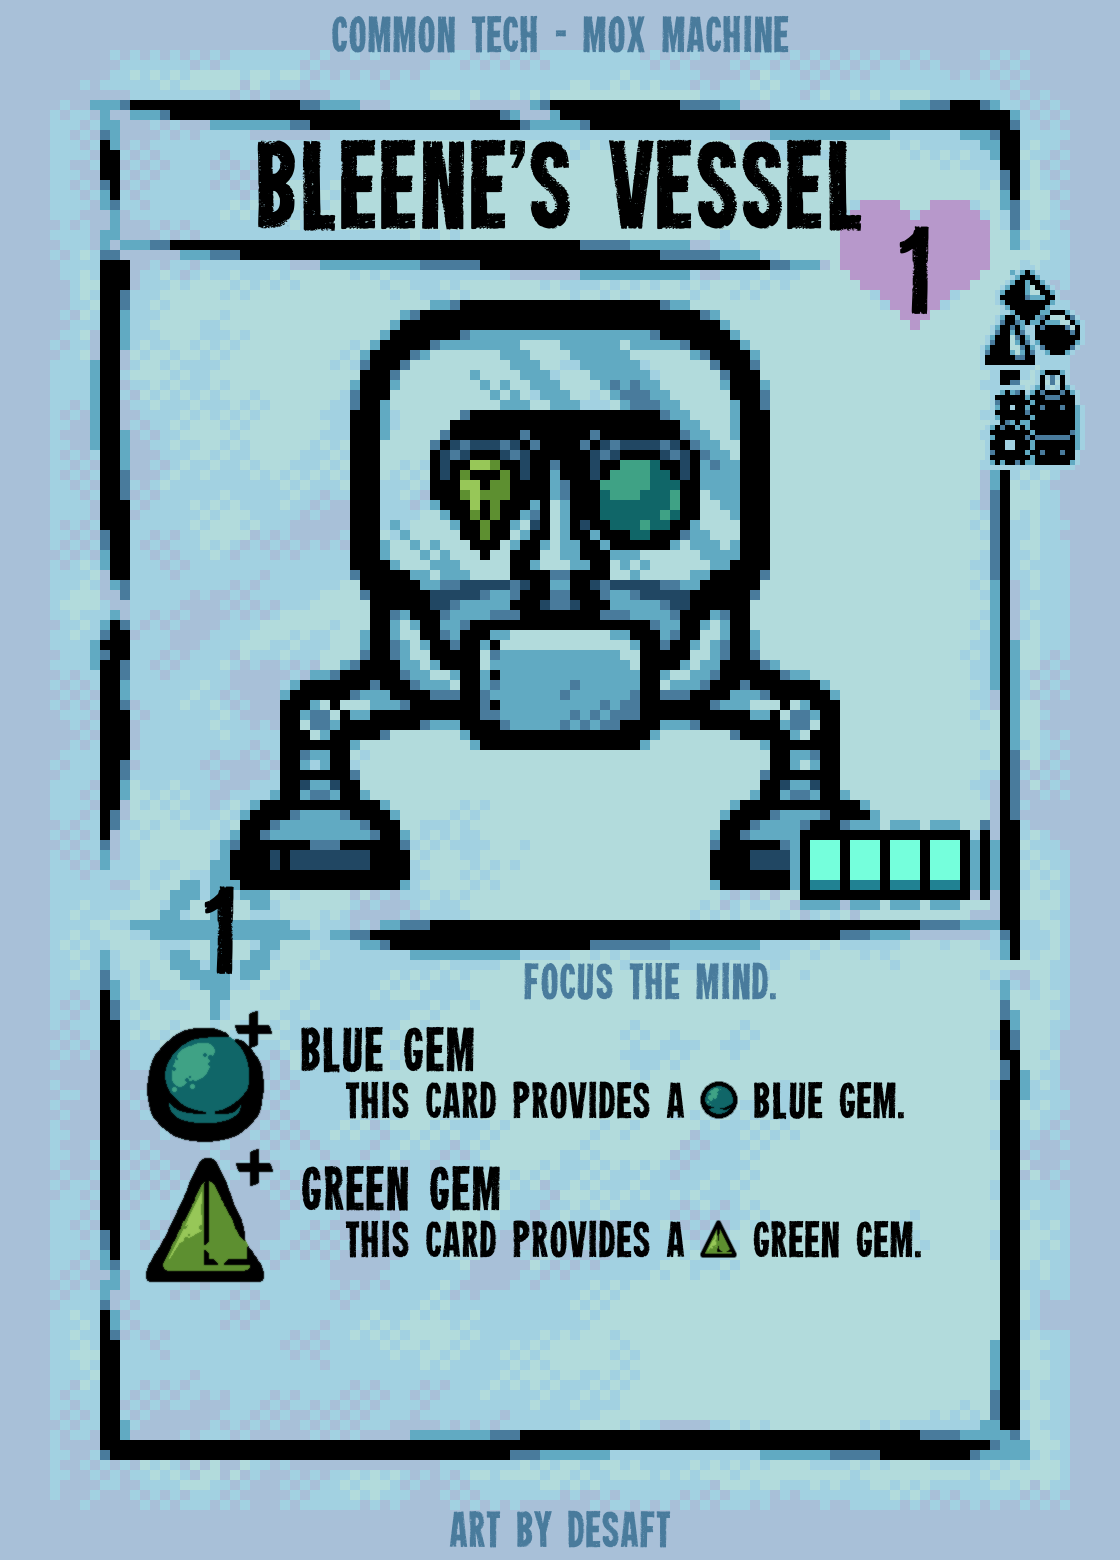 COMMON TECH - MOX MACHINE
BLEENE'S VESSEL
1
1
FOCUS THE MIND.
BLUE GEM
THIS CARD PROVIDES A BLUE GEM.
GREEN GEM
THIS CARD PROVIDES A GREEN GEM.
ART BY DESAFT